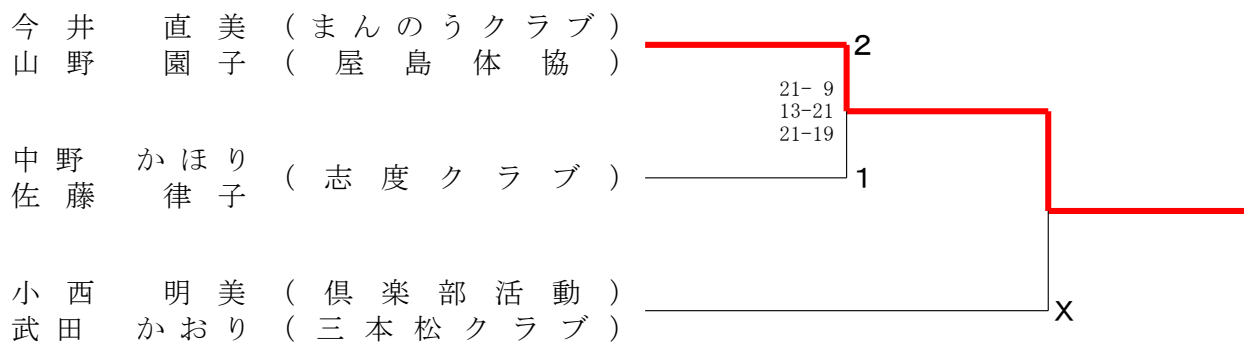 今井 直美 (まんのうクラブ)
山野 園子 (屋島体協)
2
21- 9
13-21
21-19
中野 かほり
佐藤 律子
(志度クラブ)
1
小西 明美 (倶楽部活動)
武田 かおり (三本松クラブ)
X